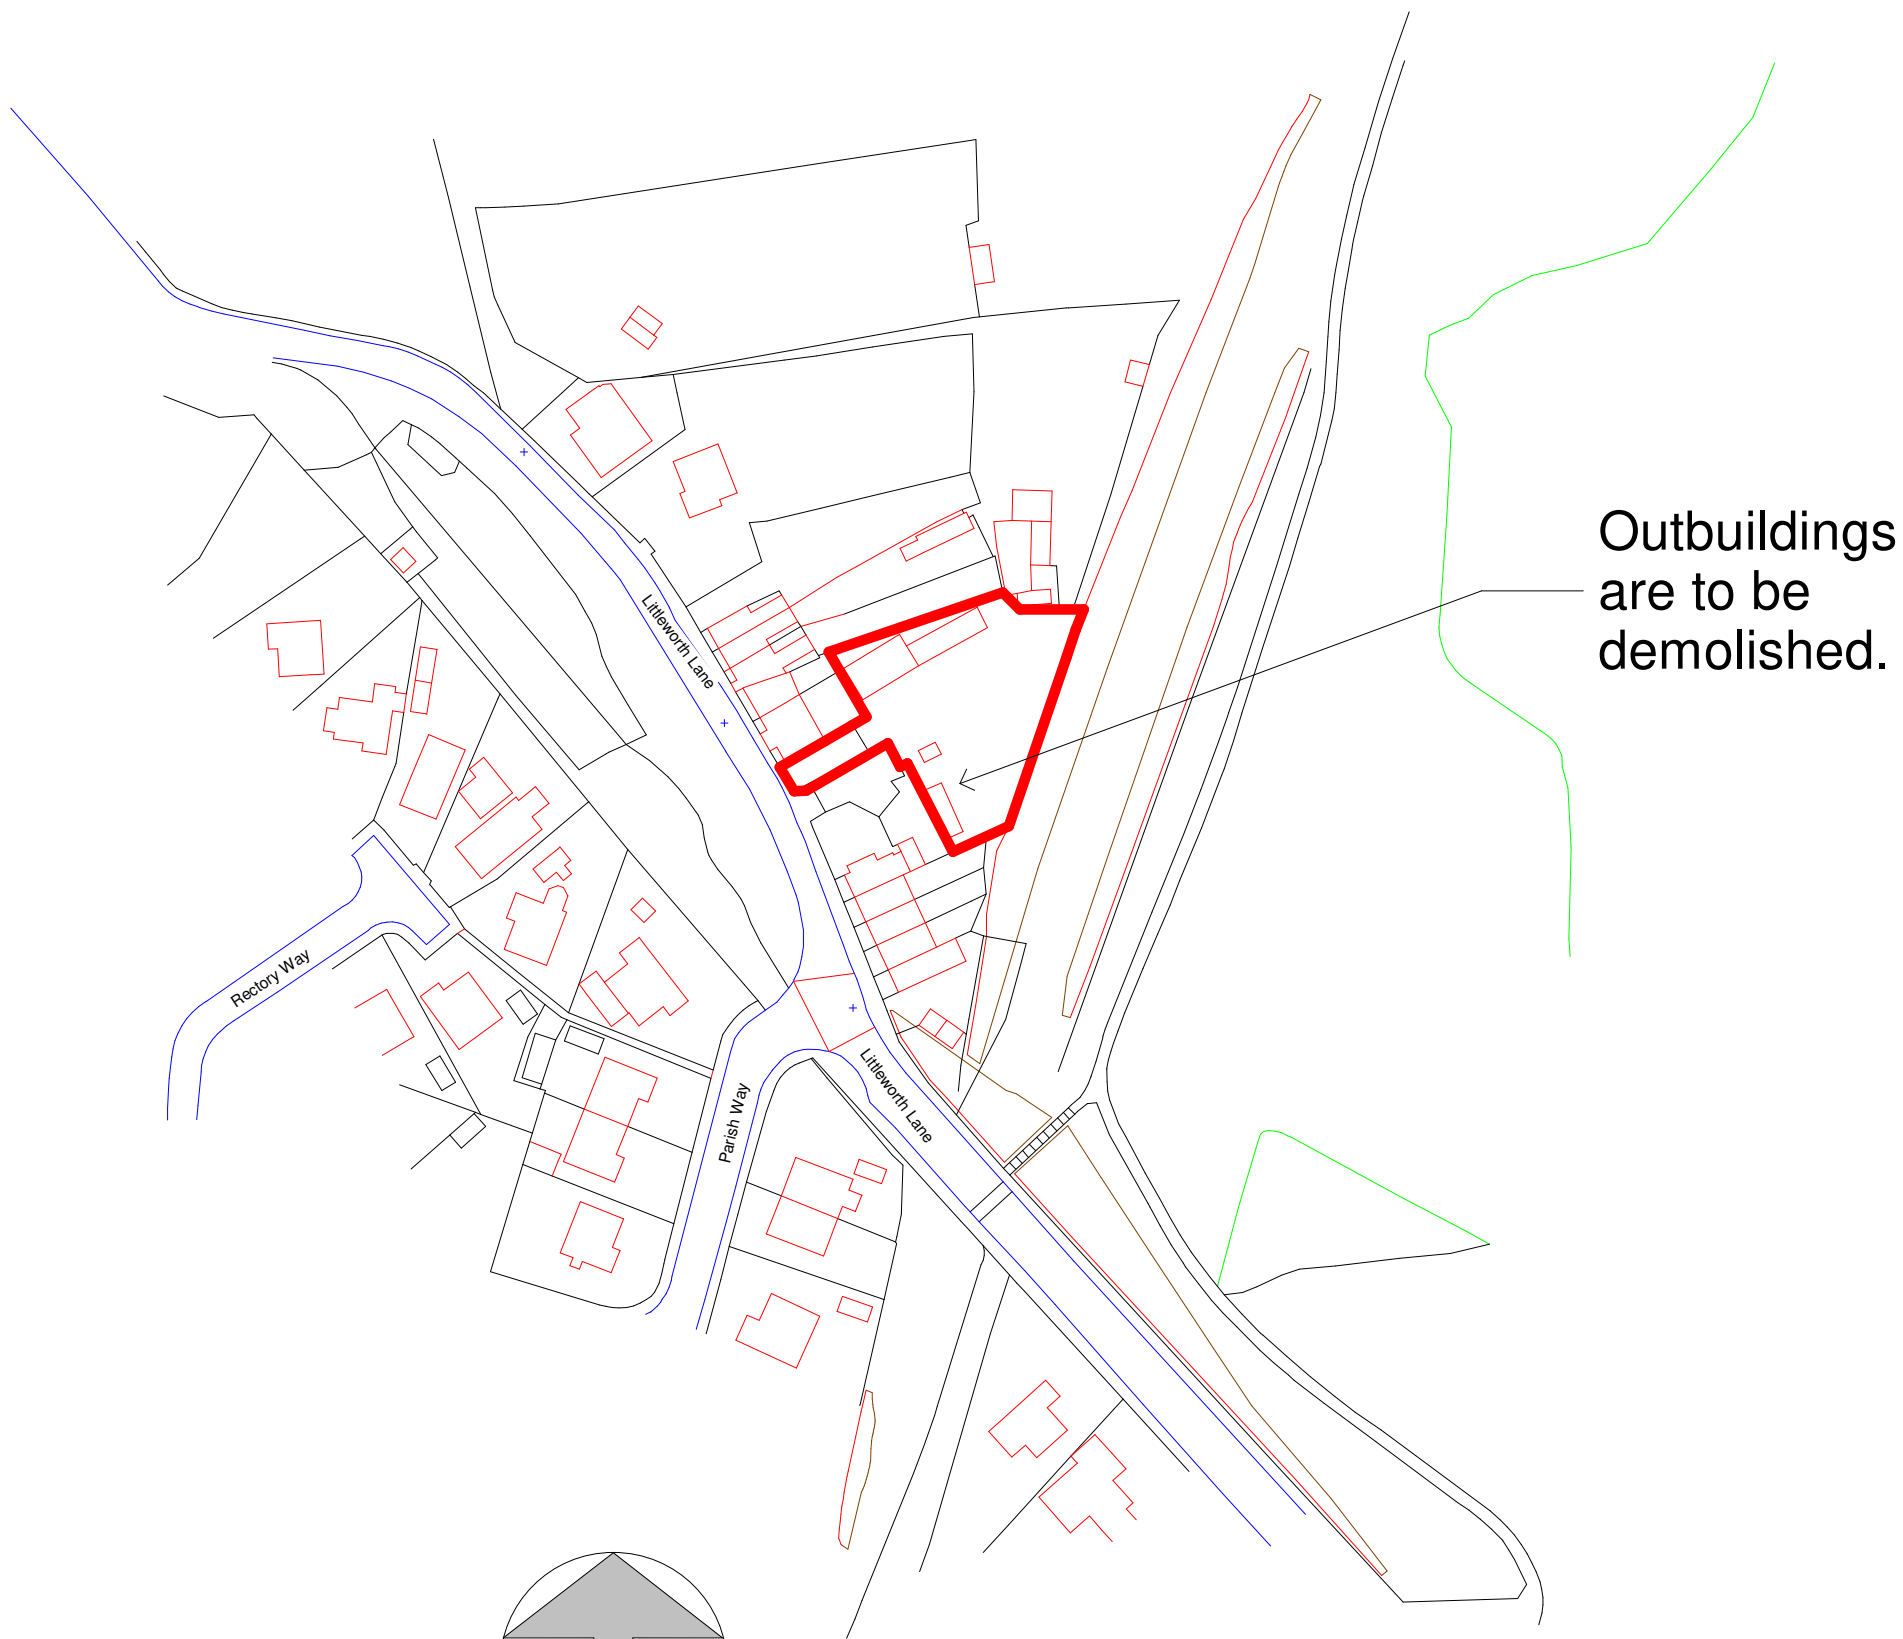 Outbuildings
are to be
demolished.
Littleworth Lane
Rectory Way
Parish Way
Littleworth Lane